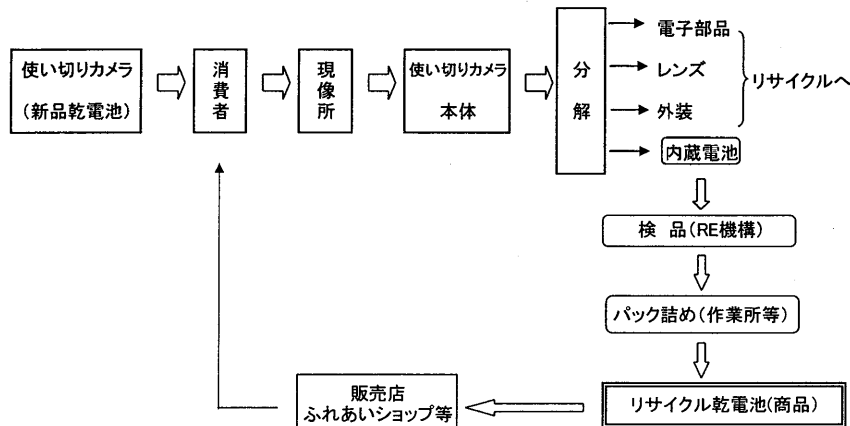 使い切りカメラ
(新品乾電池)
消費者
現像所
使い切りカメラ
本体
分解
電子部品
レンズ
外装
内蔵電池
リサイクルへ
検 品(RE機構)
パック詰め(作業所等)
リサイクル乾電池(商品)
販売店
ふれあいショップ等